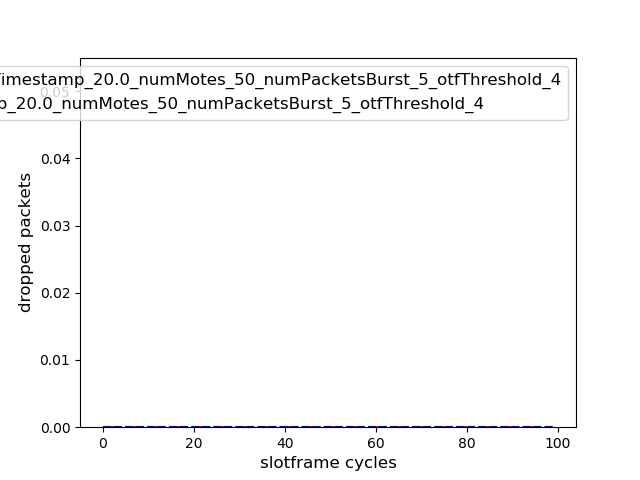 imestamp_20.0_numMotes_50_numPacketsBurst_5_otfThreshold_4
p_20.0_numMotes_50_numPacketsBurst_5_otfThreshold_4
0.05
0.04
0.03
0.02
0.01
0.00
dropped packets
0 20 40 60 80 100
slotframe cycles